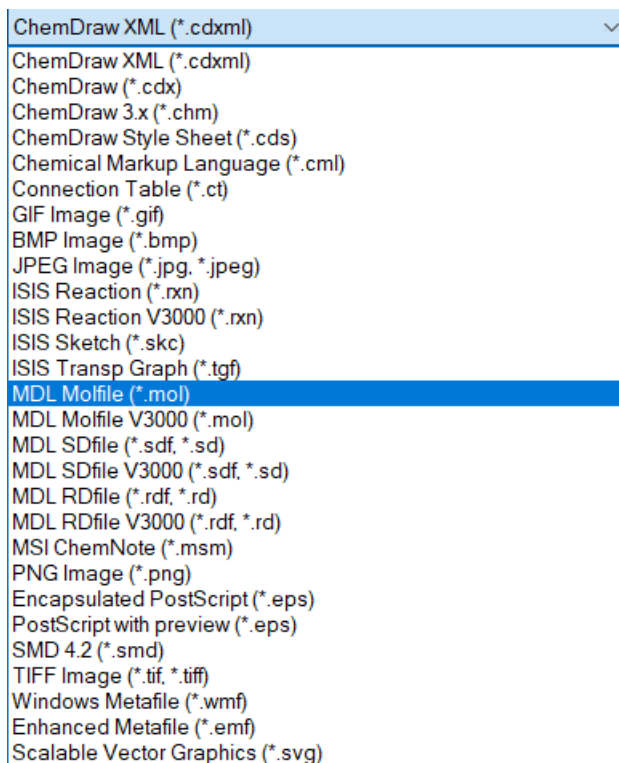 ChemDraw XML (*.cdxml)
ChemDraw XML (*.cdxml)
ChemDraw (*.cdx)
ChemDraw 3.x (*.chm)
ChemDraw Style Sheet (*.cds)
Chemical Markup Language (*.cml)
Connection Table (*.ct)
GIF Image (*.gif)
BMP Image (*.bmp)
JPEG Image (*.jpg, *.jpeg)
ISIS Reaction (*.rxn)
ISIS Reaction V3000 (*.rxn)
ISIS Sketch (*.skc)
ISIS Transp Graph (*.tgf)
MDL Molfile (*.mol)
MDL Molfile V3000 (*.mol)
MDL SDfile (*.sdf, *.sd)
MDL SDfile V3000 (*.sdf, *.sd)
MDL RDfile (*.rdf, *.rd)
MDL RDfile V3000 (*.rdf, *.rd)
MSI ChemNote (*.msm)
PNG Image (*.png)
Encapsulated PostScript (*.eps)
PostScript with preview (*.eps)
SMD 4.2 (*.smd)
TIFF Image (*.tif, *.tiff)
Windows Metafile (*.wmf)
Enhanced Metafile (*.emf)
Scalable Vector Graphics (*.svg)